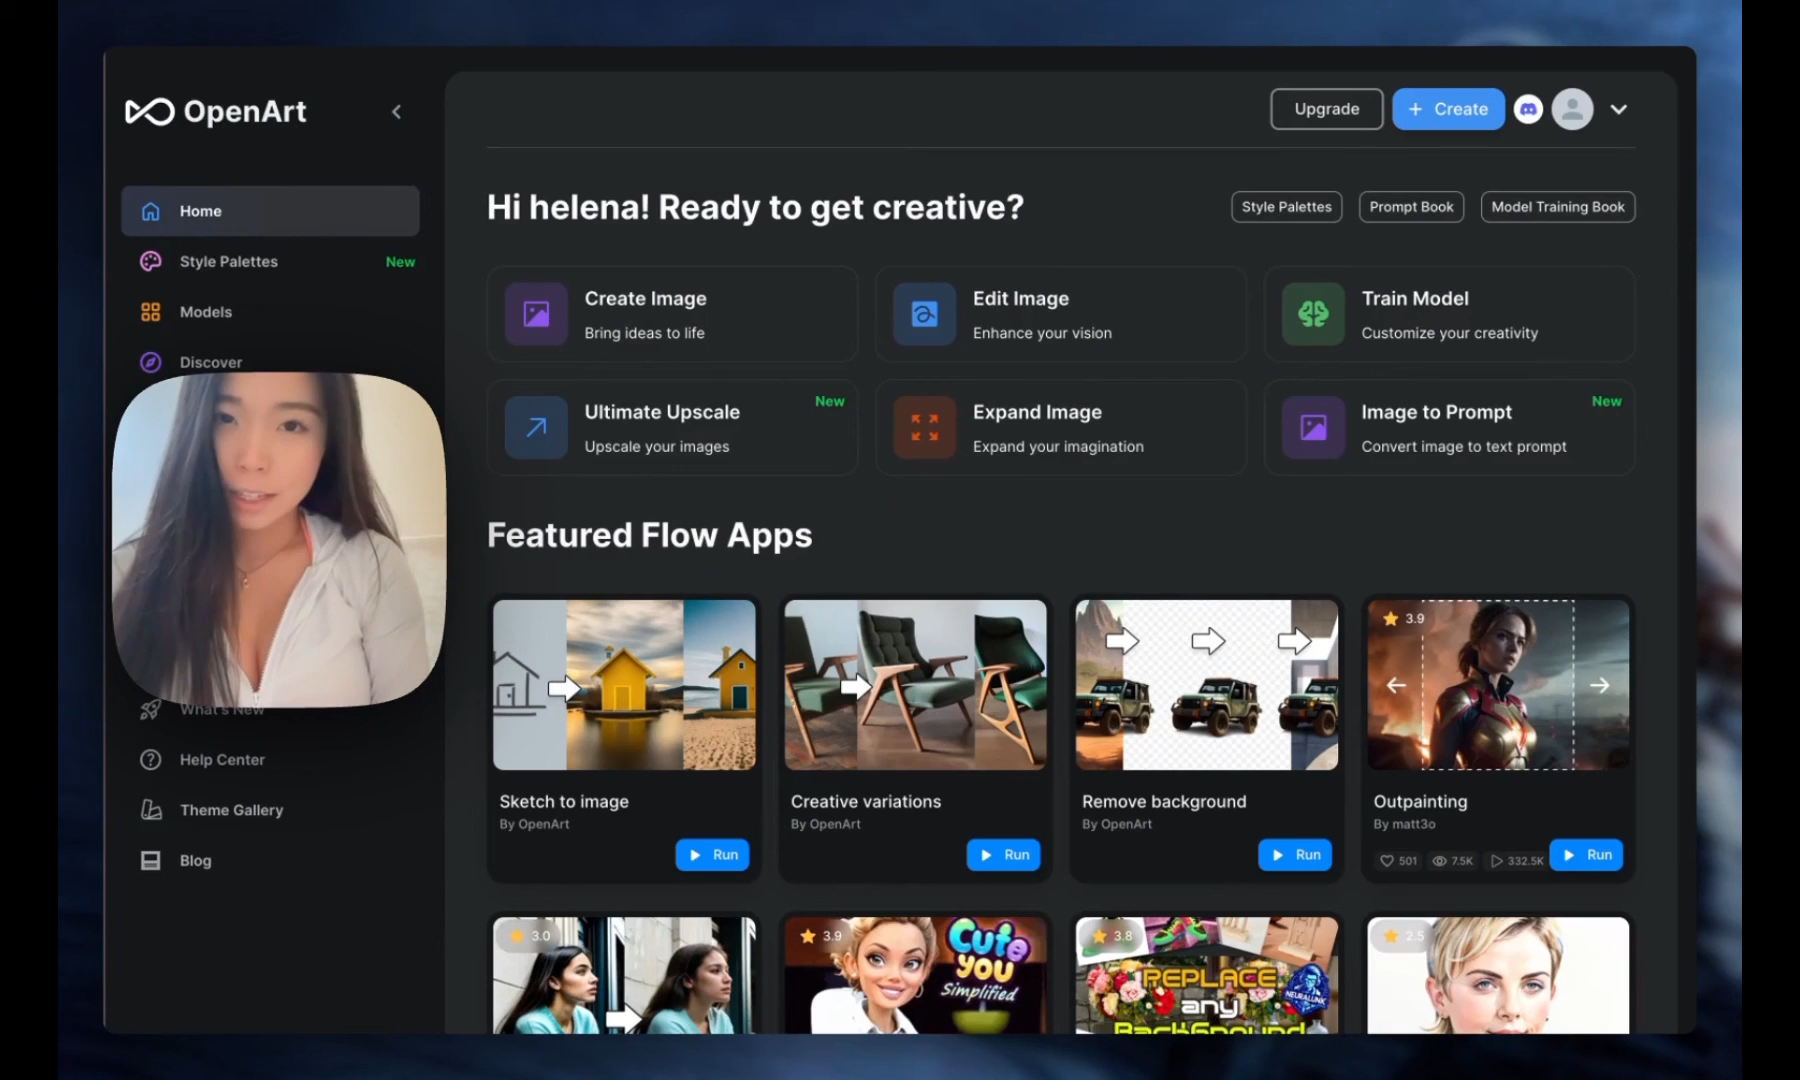 OpenArt
Upgrade
+ Create
Home
Style Palettes New
Models
Discover
What's New
Help Center
Theme Gallery
Blog
Hi helena! Ready to get creative?
Style Palettes
Prompt Book
Model Training Book
Create Image
Bring ideas to life
Edit Image
Enhance your vision
Train Model
Customize your creativity
Ultimate Upscale
New
Upscale your images
Expand Image
Expand your imagination
Image to Prompt
New
Convert image to text prompt
Featured Flow Apps
Sketch to image
By OpenArt
Run
Creative variations
By OpenArt
Run
Remove background
By OpenArt
Run
3.9
Outpainting
By matt3o
501 7.5K 332.5K
Run
3.0
3.9
Cute
you
Simplified
3.8
REPLACE
any
BackGround
NEURALUNK
2.5